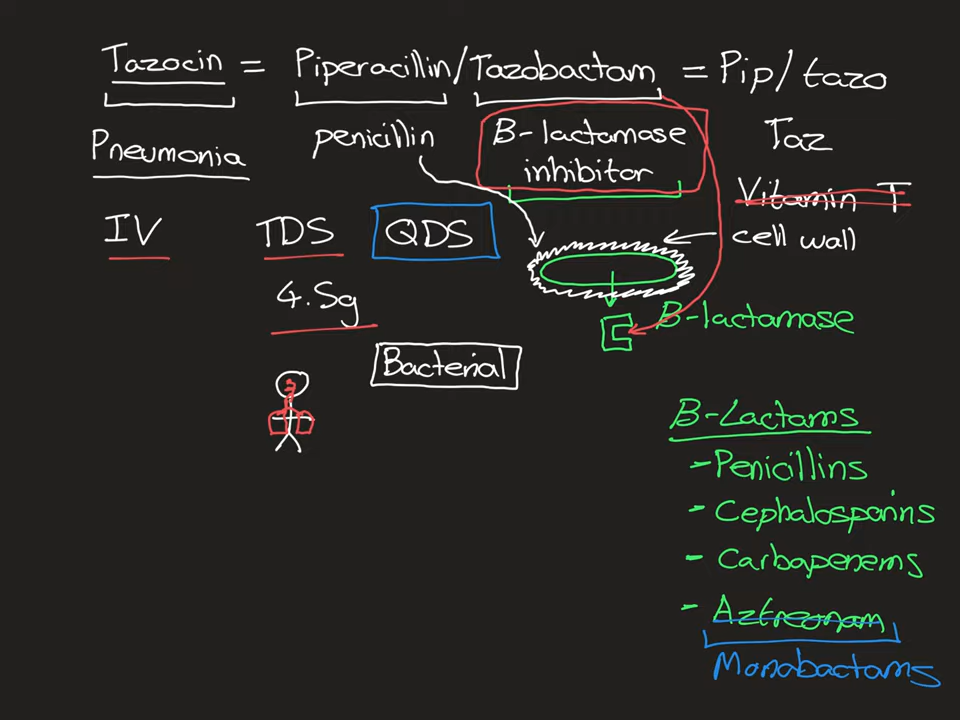 Tazocin = Piperacillin/Tazobactam = Pip/tazo
Pneumonia penicillin B-lactamase inhibitor Taz
Vitamin T
IV TDS QDS cell wall
4.5g
B-lactamase
Bacterial
B-Lactams
- Penicillins
- Cephalosporins
- Carbapenems
- Aztreonam
Monobactams